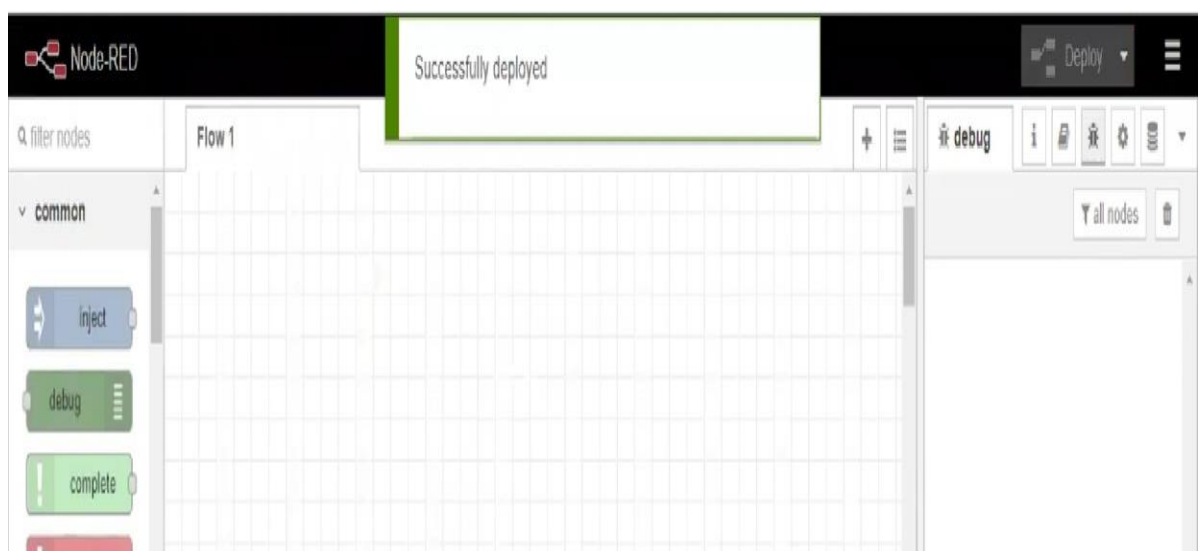 Node-RED
Successfully deployed
Deploy
filter nodes
Flow 1
debug
i
common
all nodes
inject
debug
complete